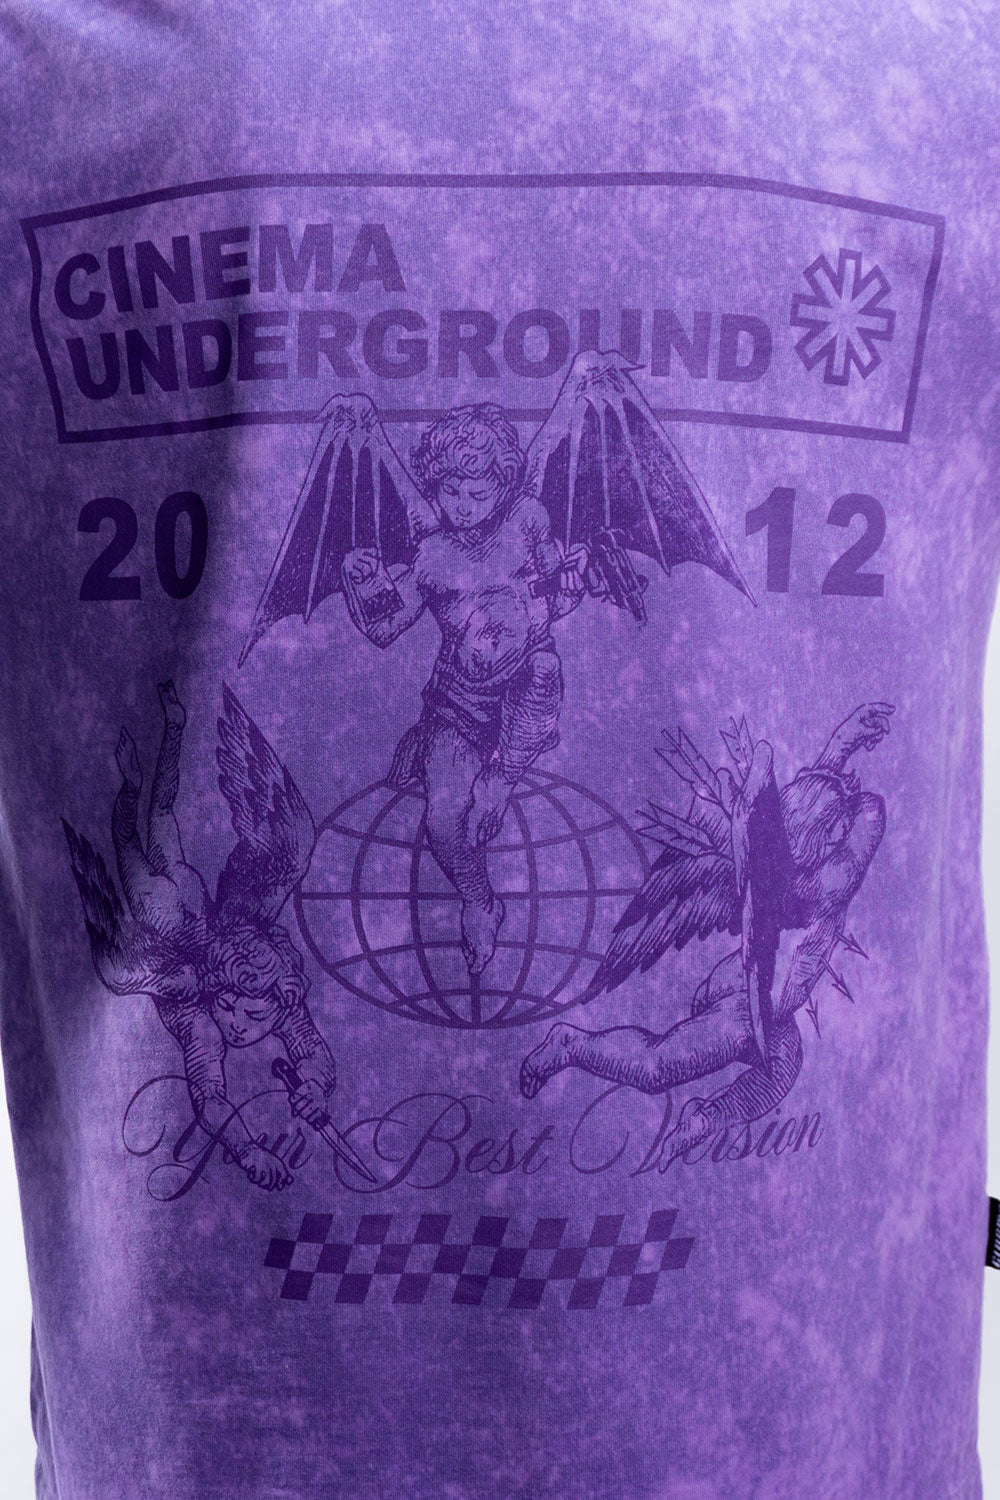 CINEMA
UNDERGROUND
20 12
Your Best Version